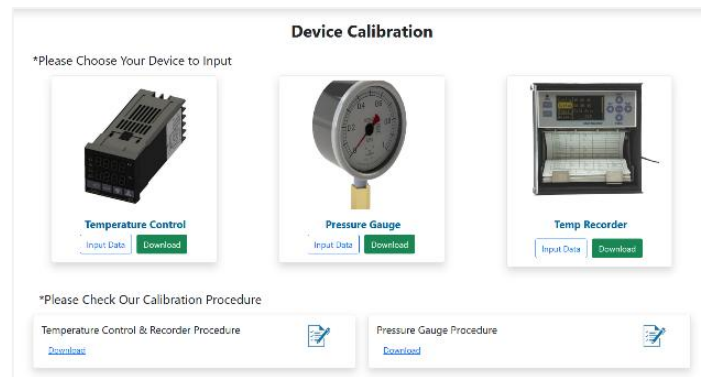 Device Calibration
*Please Choose Your Device to Input
Temperature Control
Pressure Gauge
Temp Recorder
Input Data Download
Input Data Download
Input Data Download
*Please Check Our Calibration Procedure
Temperature Control & Recorder Procedure
Download
Pressure Gauge Procedure
Download